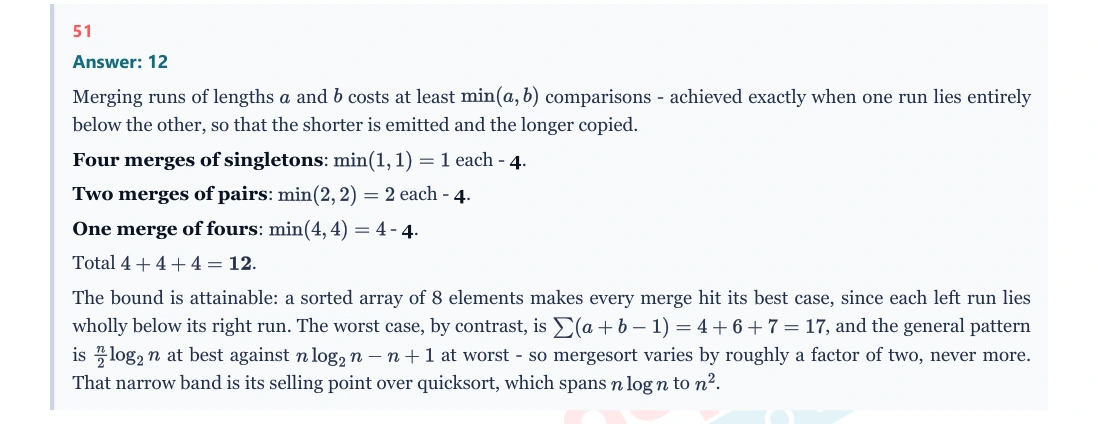 51
Answer: 12
Merging runs of lengths a and b costs at least min(a, b) comparisons - achieved exactly when one run lies entirely
below the other, so that the shorter is emitted and the longer copied.
Four merges of singletons: min(1, 1) = 1 each - 4.
Two merges of pairs: min(2, 2) = 2 each - 4.
One merge of fours: min(4, 4) = 4 - 4.
Total 4 + 4 + 4 = 12.
The bound is attainable: a sorted array of 8 elements makes every merge hit its best case, since each left run lies
wholly below its right run. The worst case, by contrast, is ∑(a + b − 1) = 4 + 6 + 7 = 17, and the general pattern
is n/2 log₂ n at best against n log₂ n − n + 1 at worst - so mergesort varies by roughly a factor of two, never more.
That narrow band is its selling point over quicksort, which spans n log n to n².